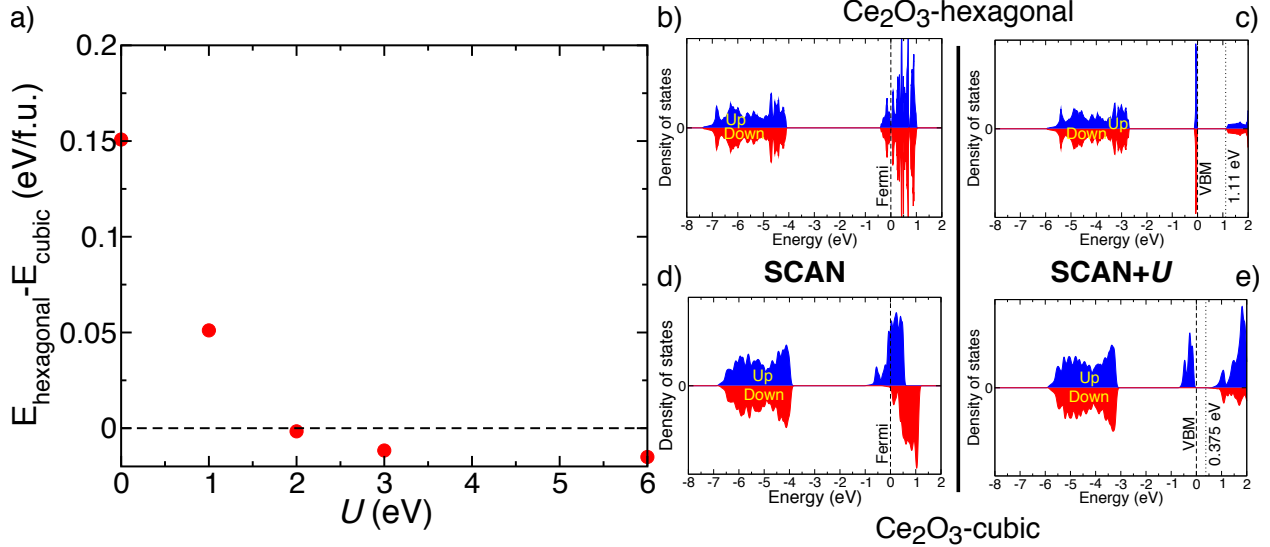 a)
E_hexagonal-E_cubic (eV/f.u.)
0.2
0.15
0.1
0.05
0
0 1 2 3 4 5 6
U (eV)
Ce₂O₃-hexagonal
b)
Density of states
0
Up
Down
Fermi
-8 -7 -6 -5 -4 -3 -2 -1 0 1 2
Energy (eV)
c)
Density of states
0
Up
Down
VBM
1.11 eV
-8 -7 -6 -5 -4 -3 -2 -1 0 1 2
Energy (eV)
SCAN
SCAN+U
d)
Density of states
0
Up
Down
Fermi
-8 -7 -6 -5 -4 -3 -2 -1 0 1 2
Energy (eV)
e)
Density of states
0
Up
Down
VBM
0.375 eV
-8 -7 -6 -5 -4 -3 -2 -1 0 1 2
Energy (eV)
Ce₂O₃-cubic